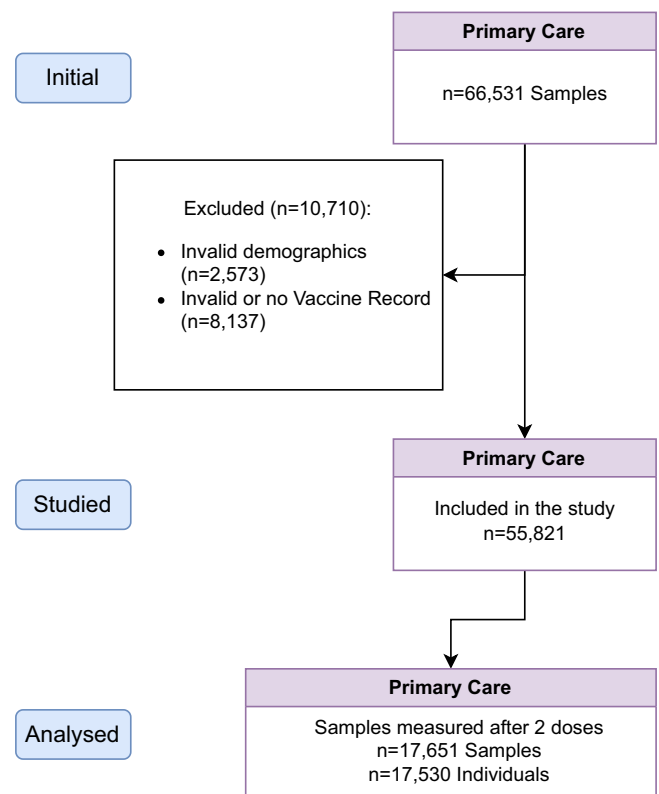 Primary Care
Initial
n=66,531 Samples
Excluded (n=10,710):
• Invalid demographics
(n=2,573)
• Invalid or no Vaccine Record
(n=8,137)
Primary Care
Studied
Included in the study
n=55,821
Primary Care
Analysed
Samples measured after 2 doses
n=17,651 Samples
n=17,530 Individuals